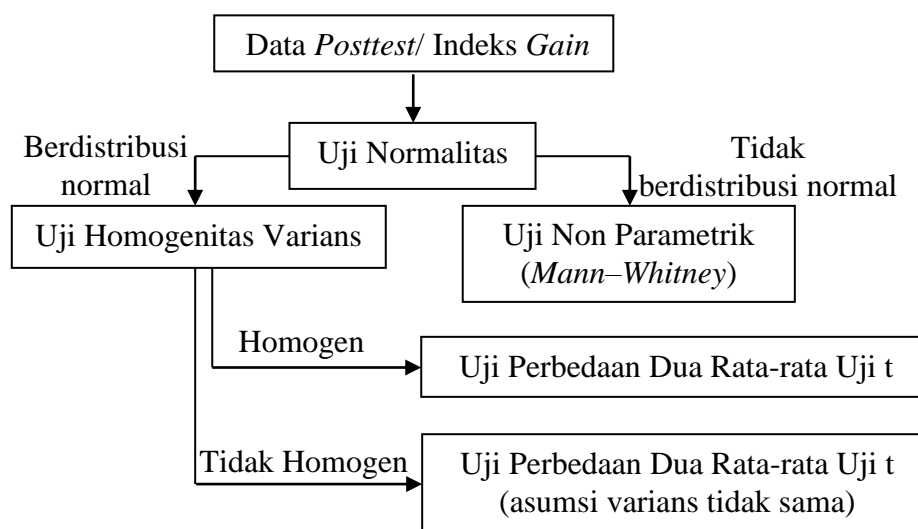 Data Posttest/ Indeks Gain
Uji Normalitas
Berdistribusi
normal
Tidak
berdistribusi normal
Uji Homogenitas Varians
Uji Non Parametrik
(Mann–Whitney)
Homogen
Uji Perbedaan Dua Rata-rata Uji t
Tidak Homogen
Uji Perbedaan Dua Rata-rata Uji t
(asumsi varians tidak sama)